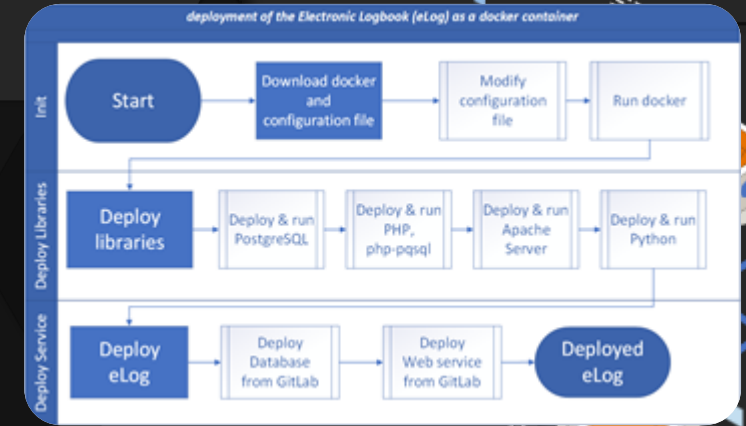 deployment of the Electronic Logbook (eLog) as a docker container
Init
Start
Download docker
and
configuration file
Modify
configuration
file
Run docker
Deploy Libraries
Deploy
libraries
Deploy & run
PostgreSQL
Deploy & run
PHP,
php-pqsql
Deploy & run
Apache
Server
Deploy & run
Python
Deploy Service
Deploy
eLog
Deploy
Database
from GitLab
Deploy
Web service
from GitLab
Deployed
eLog